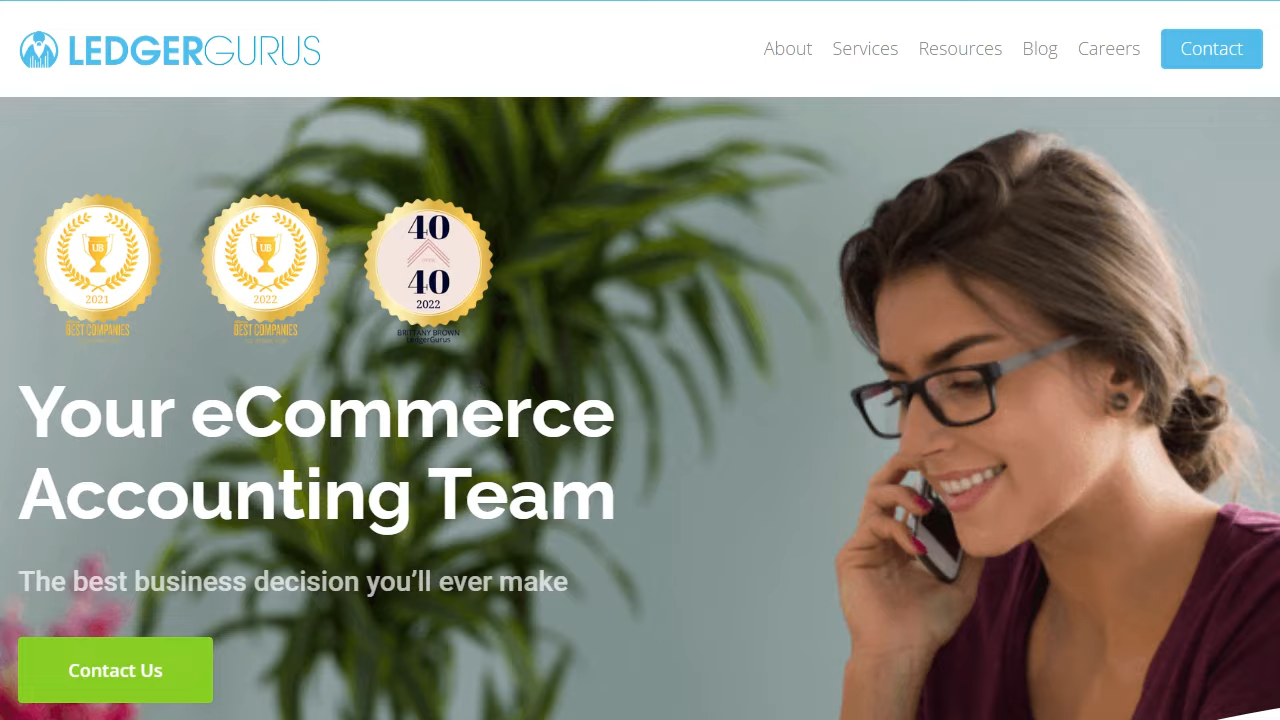 LEDGERGURUS
About
Services
Resources
Blog
Careers
Contact
UB
2021
BEST COMPANIES
UB
2022
BEST COMPANIES
40
40
2022
BRITTANY BROWN
LedgerGurus
Your eCommerce
Accounting Team
The best business decision you’ll ever make
Contact Us